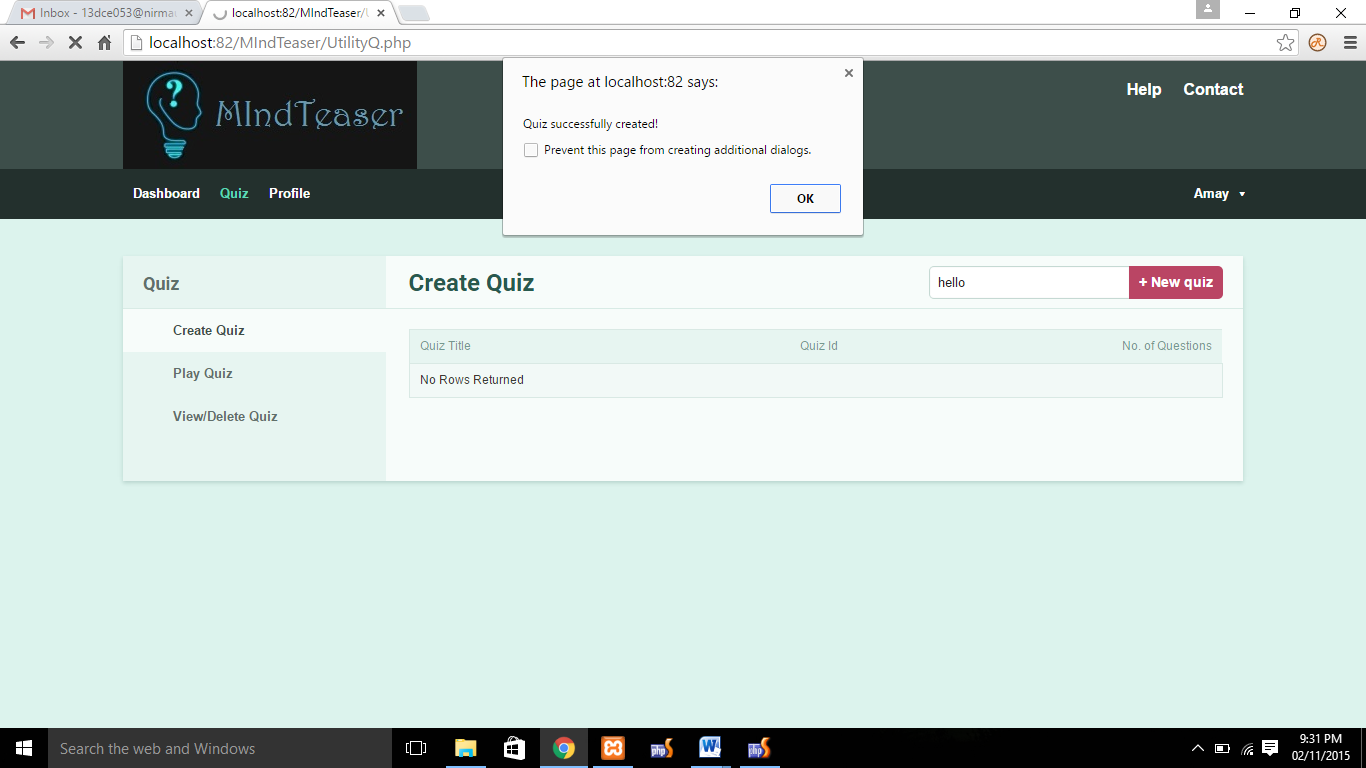 Inbox - 13dce053@nirma
localhost:82/MIndTeaser/U
localhost:82/MIndTeaser/UtilityQ.php
The page at localhost:82 says:
Quiz successfully created!
Prevent this page from creating additional dialogs.
OK
?
MIndTeaser
Help Contact
Dashboard Quiz Profile
Amay
Quiz
Create Quiz
Play Quiz
View/Delete Quiz
Create Quiz
hello
+ New quiz
Quiz Title Quiz Id No. of Questions
No Rows Returned
Search the web and Windows
php
W
php
9:31 PM
02/11/2015